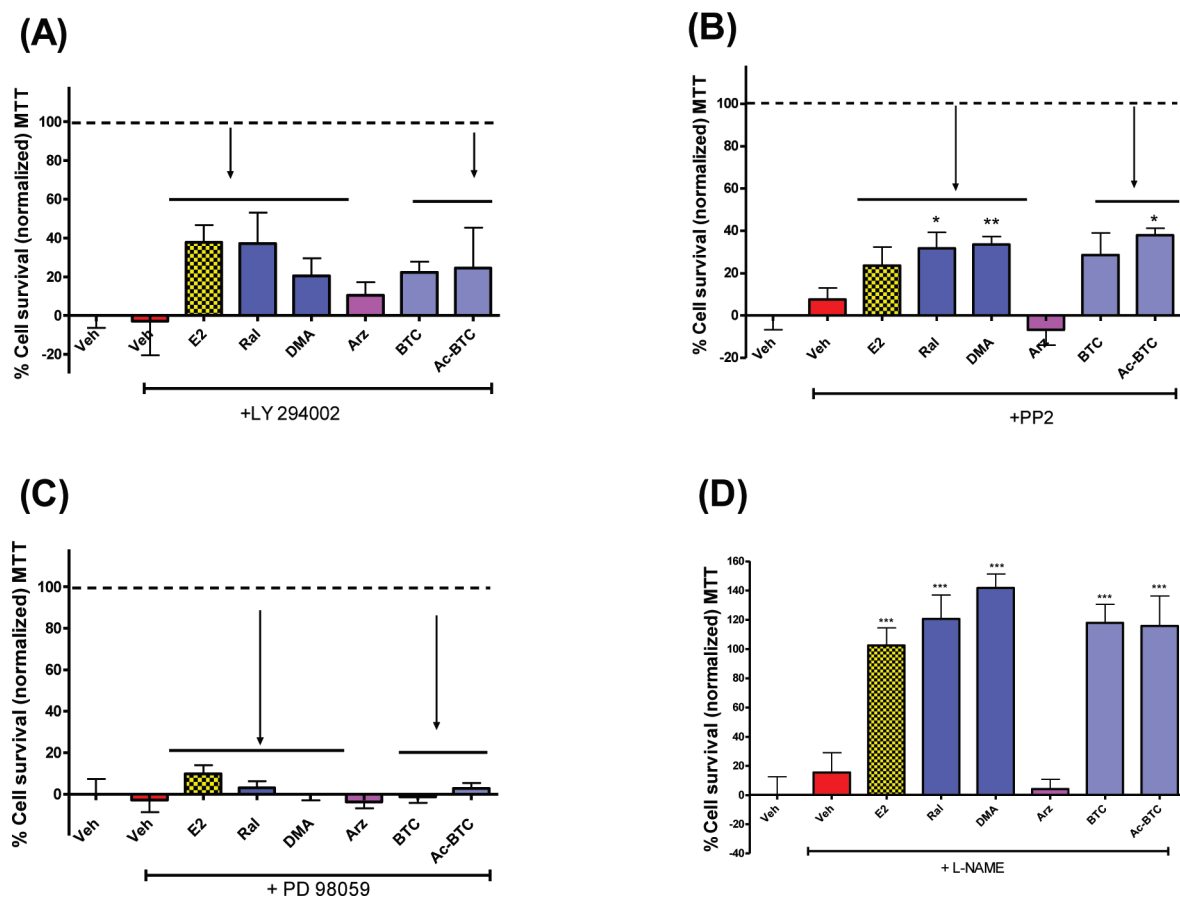 (A)
% Cell survival (normalized) MTT
100
80
60
40
20
0
-20
Veh
Veh
E2
Ral
DMA
Arz
BTC
Ac-BTC
+LY 294002
(B)
% Cell survival (normalized) MTT
100
80
60
40
20
0
-20
*
**
*
Veh
Veh
E2
Ral
DMA
Arz
BTC
Ac-BTC
+PP2
(C)
% Cell survival (normalized) MTT
100
80
60
40
20
0
-20
Veh
Veh
E2
Ral
DMA
Arz
BTC
Ac-BTC
+ PD 98059
(D)
% Cell survival (normalized) MTT
160
140
120
100
80
60
40
20
0
-20
-40
***
***
***
***
***
Veh
Veh
E2
Ral
DMA
Arz
BTC
Ac-BTC
+ L-NAME